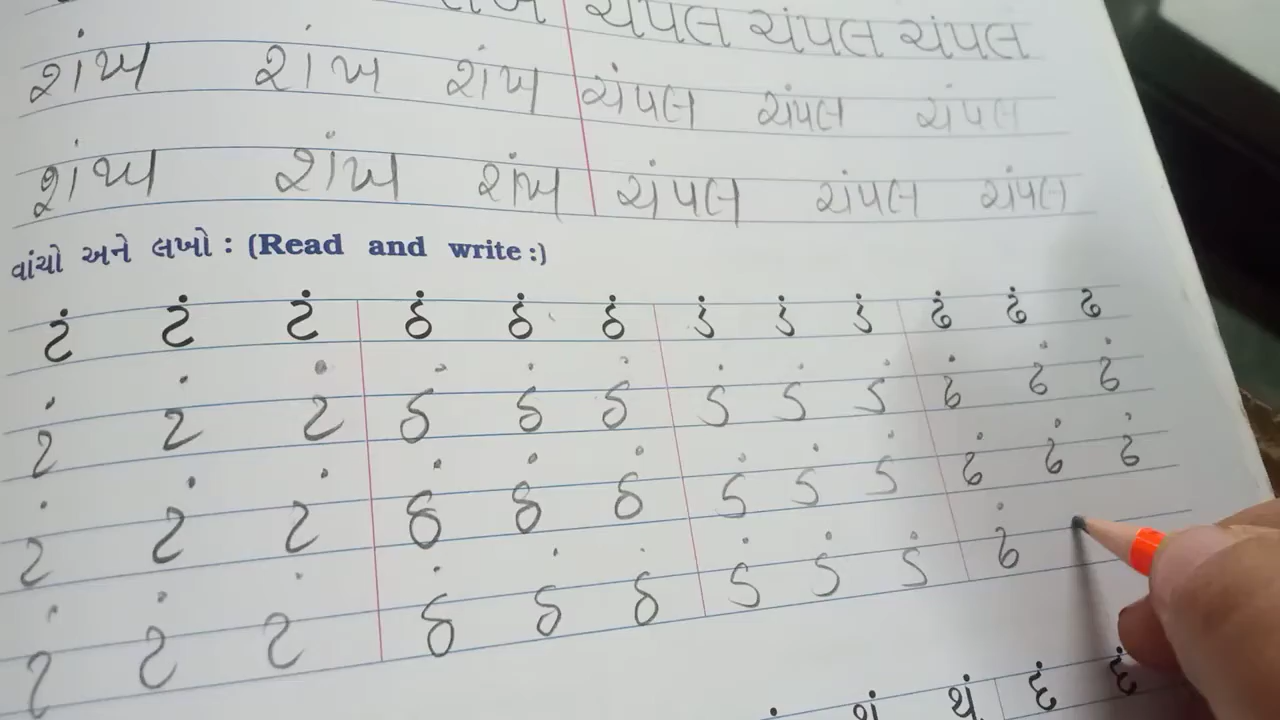 ચંપલ ચંપલ ચંપલ
શંખ શંખ શંખ ચંપલ ચંપલ ચંપલ
શંખ શંખ શંખ ચંપલ ચંપલ ચંપલ
વાંચો અને લખો : (Read and write :)
ટં ટં ટં ઠં ઠં ઠં ડં ડં ડં ઢં ઢં ઢં
ટં ટં ટં ઠં ઠં ઠં ડં ડં ડં ઢં ઢં ઢં
ટં ટં ટં ઠં ઠં ઠં ડં ડં ડં ઢં ઢં ઢં
ટં ટં ટં ઠં ઠં ઠં ડં ડં ડં ઢં
થં થં દં દં